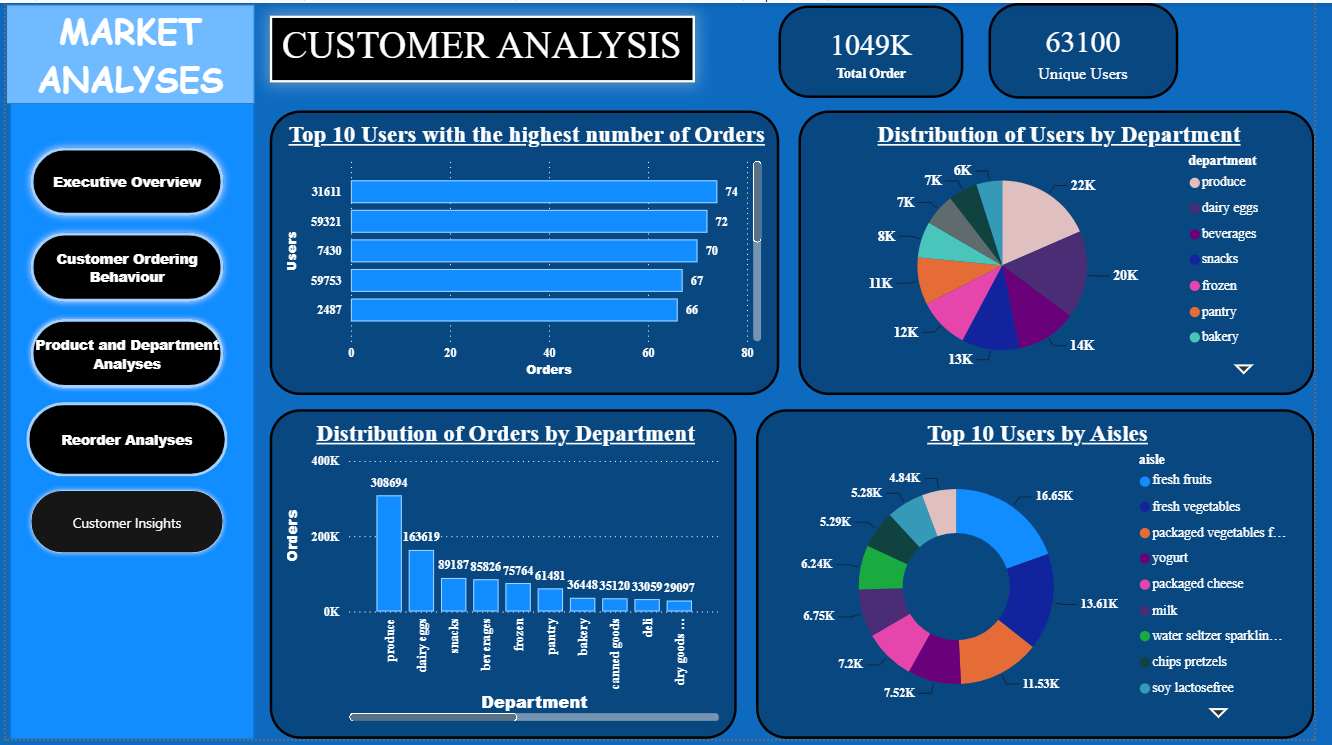 MARKET
ANALYSES
CUSTOMER ANALYSIS
1049K
Total Order
63100
Unique Users
Executive Overview
Customer Ordering
Behaviour
Product and Department
Analyses
Reorder Analyses
Customer Insights
Top 10 Users with the highest number of Orders
Users
31611
74
59321
72
7430
70
59753
67
2487
66
0 20 40 60 80
Orders
Distribution of Users by Department
6K
7K
7K
8K
11K
12K
13K
14K
20K
22K
department
produce
dairy eggs
beverages
snacks
frozen
pantry
bakery
Distribution of Orders by Department
Orders
400K
200K
0K
308694
163619
89187
85826
75764
61481
36448
35120
33059
29097
produce
dairy eggs
snacks
beverages
frozen
pantry
bakery
canned goods
deli
dry goods ...
Department
Top 10 Users by Aisles
4.84K
5.28K
5.29K
6.24K
6.75K
7.2K
7.52K
11.53K
13.61K
16.65K
aisle
fresh fruits
fresh vegetables
packaged vegetables f...
yogurt
packaged cheese
milk
water seltzer sparklin...
chips pretzels
soy lactosefree